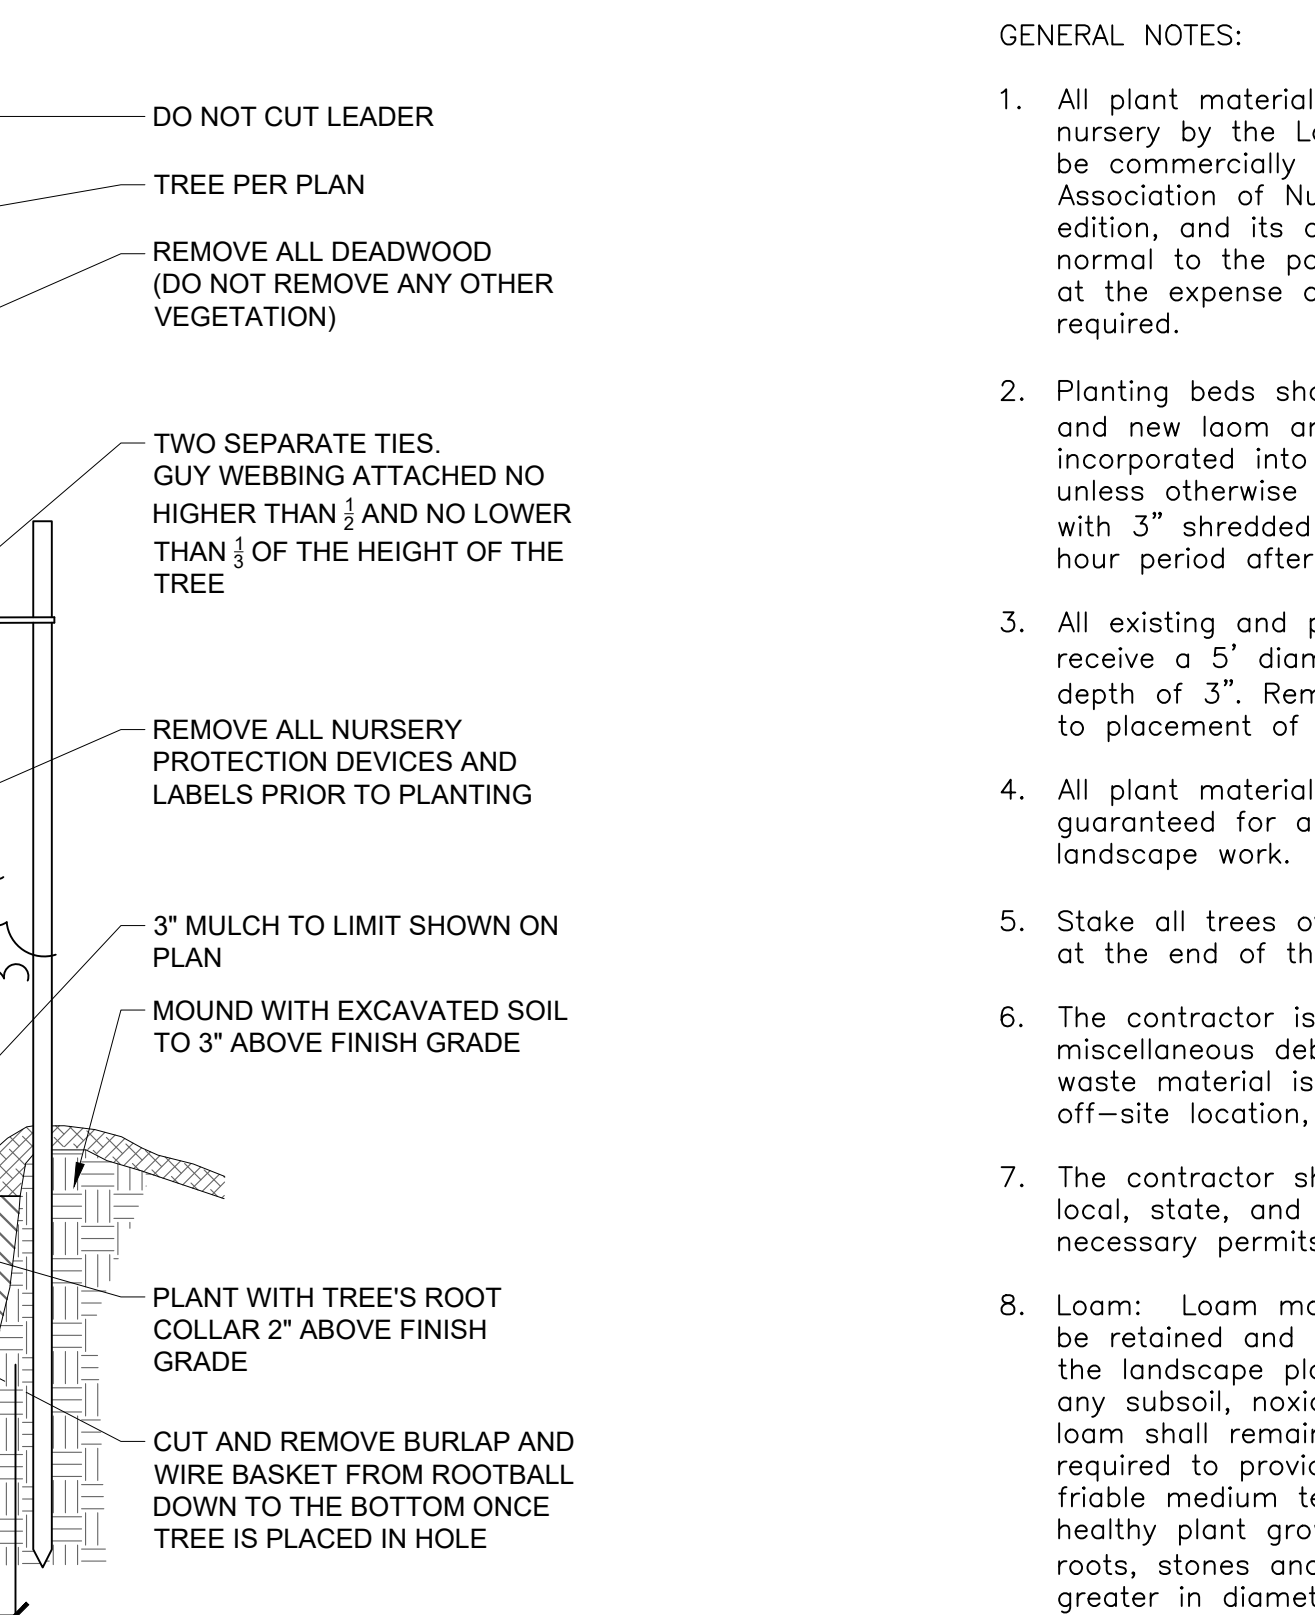 DO NOT CUT LEADER
TREE PER PLAN
REMOVE ALL DEADWOOD
(DO NOT REMOVE ANY OTHER
VEGETATION)
TWO SEPARATE TIES.
GUY WEBBING ATTACHED NO
HIGHER THAN 1/2 AND NO LOWER
THAN 1/3 OF THE HEIGHT OF THE
TREE
REMOVE ALL NURSERY
PROTECTION DEVICES AND
LABELS PRIOR TO PLANTING
3" MULCH TO LIMIT SHOWN ON
PLAN
MOUND WITH EXCAVATED SOIL
TO 3" ABOVE FINISH GRADE
PLANT WITH TREE'S ROOT
COLLAR 2" ABOVE FINISH
GRADE
CUT AND REMOVE BURLAP AND
WIRE BASKET FROM ROOTBALL
DOWN TO THE BOTTOM ONCE
TREE IS PLACED IN HOLE
GENERAL NOTES:
1. All plant material
nursery by the
be commercially
Association of
edition, and its
normal to the
at the expense
required.
2. Planting beds
and new laom
incorporated into
unless otherwise
with 3" shredded
hour period after
3. All existing and
receive a 5'
depth of 3".
to placement of
4. All plant material
guaranteed for a
landscape work.
5. Stake all trees
at the end of
6. The contractor is
miscellaneous
waste material is
off-site location,
7. The contractor
local, state, and
necessary permits
8. Loam: Loam
be retained and
the landscape
any subsoil,
loam shall
required to
friable medium
healthy plant
roots, stones
greater in